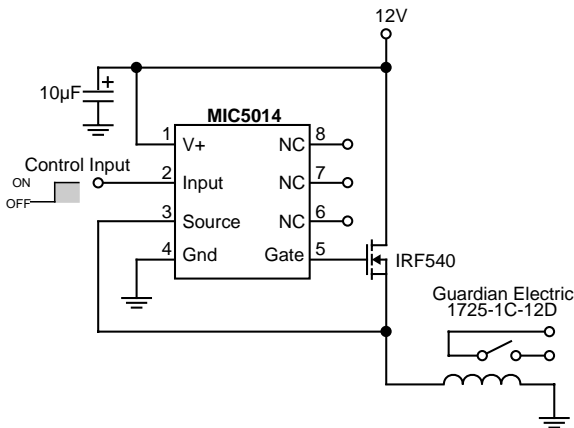 12V
+
10µF
MIC5014
1 V+ NC 8
Control Input
ON
OFF
2 Input NC 7
3 Source NC 6
4 Gnd Gate 5
IRF540
Guardian Electric
1725-1C-12D